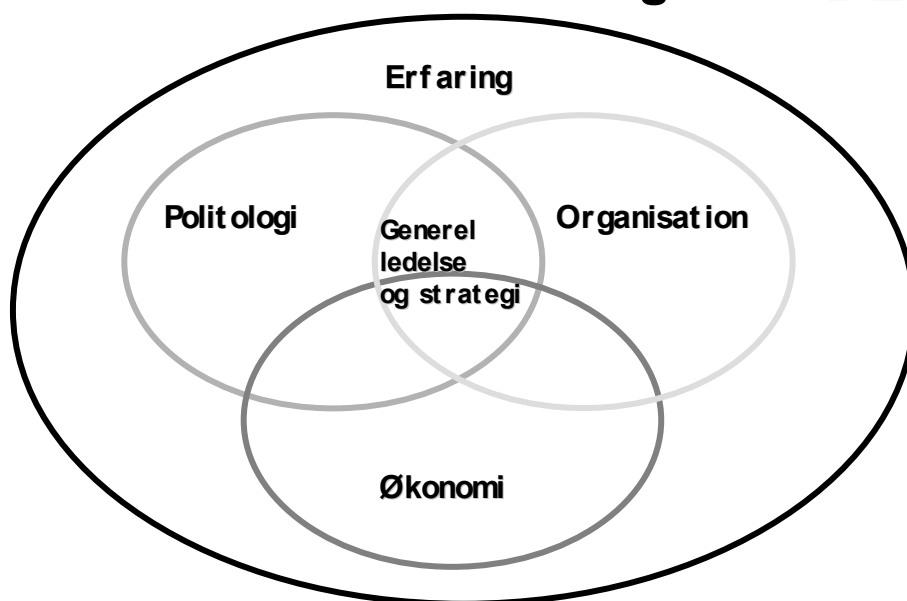 Erfaring
Politologi
Organisation
Generel
ledelse
og strategi
Økonomi